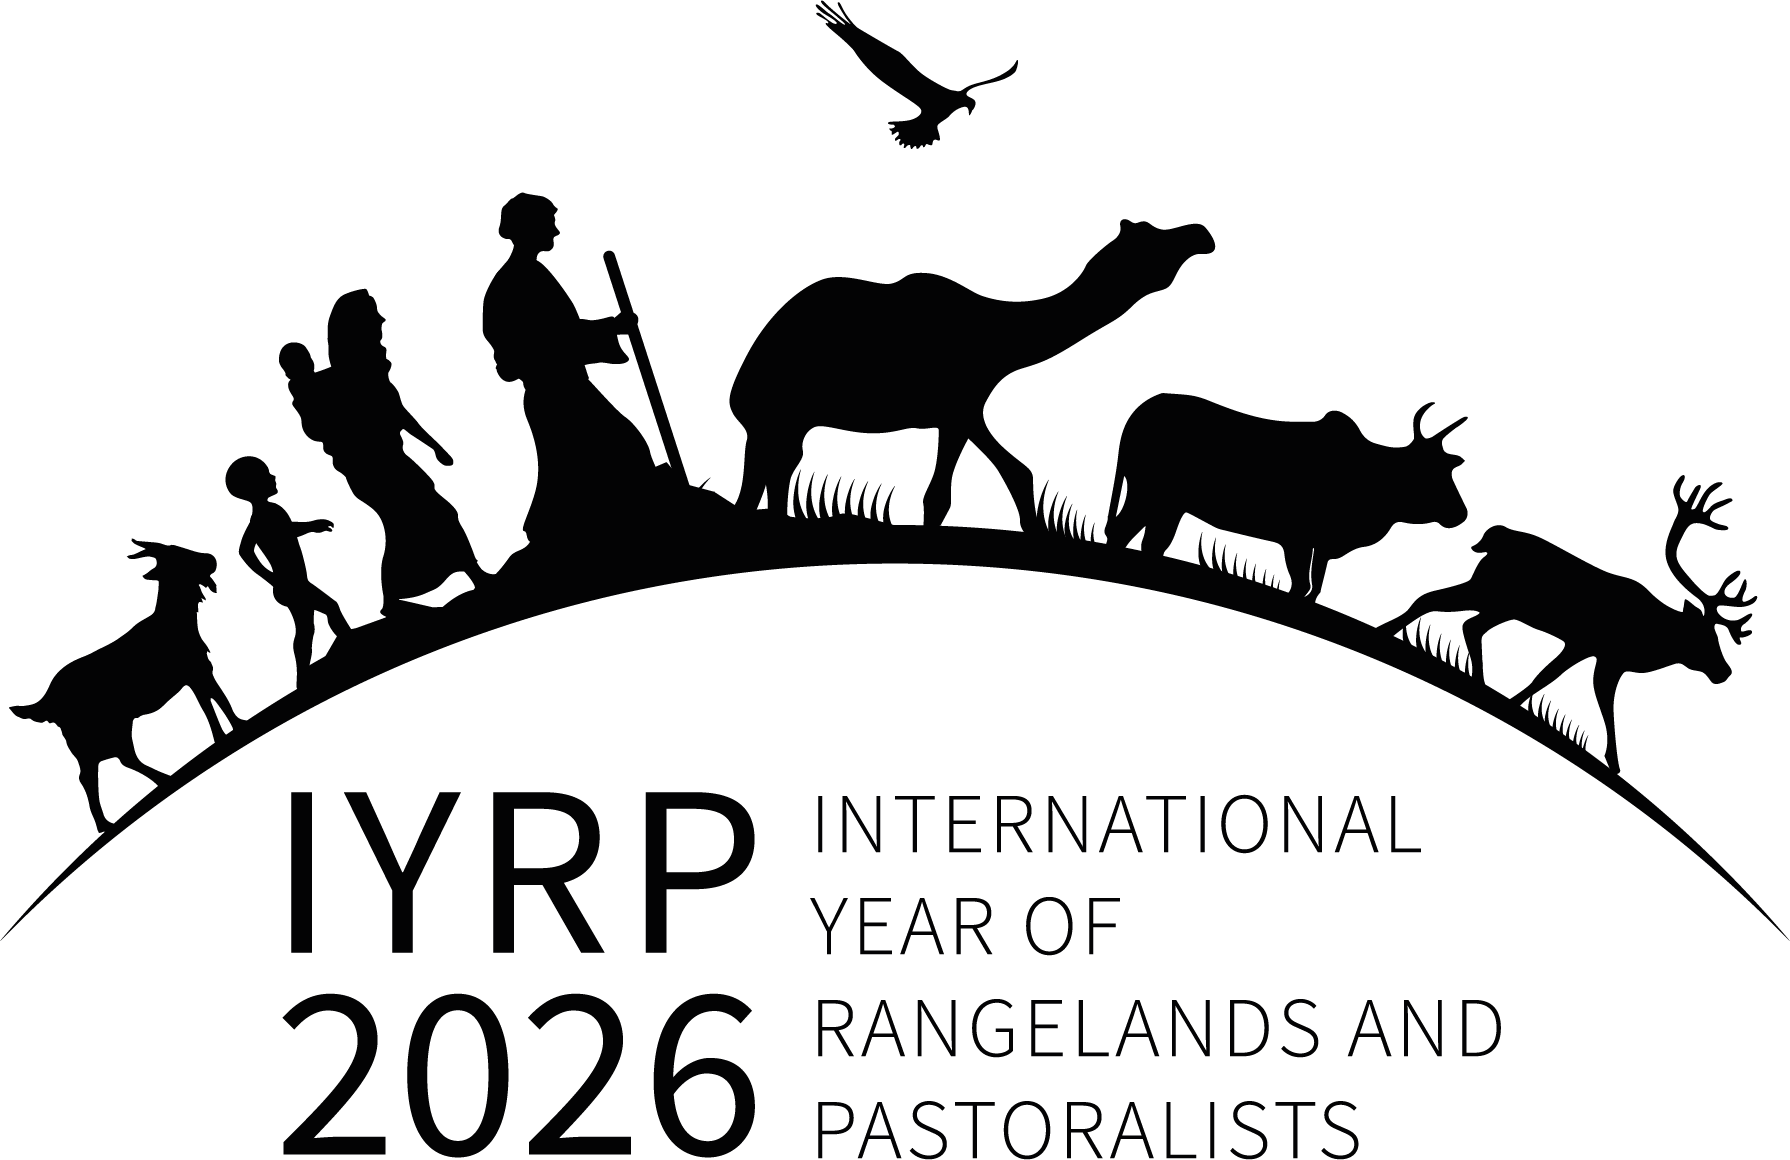 IYRP
2026
INTERNATIONAL
YEAR OF
RANGELANDS AND
PASTORALISTS